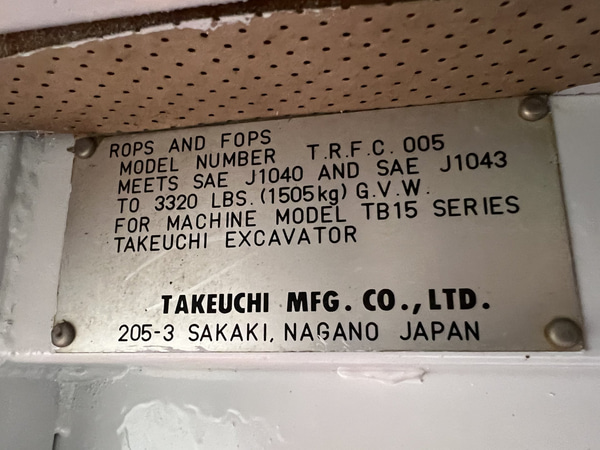 ROPS AND FOPS
MODEL NUMBER T.R.F.C. 005
MEETS SAE J1040 AND SAE J1043
TO 3320 LBS. (1505kg) G.V.W.
FOR MACHINE MODEL TB15 SERIES
TAKEUCHI EXCAVATOR
TAKEUCHI MFG. CO., LTD.
205-3 SAKAKI, NAGANO JAPAN